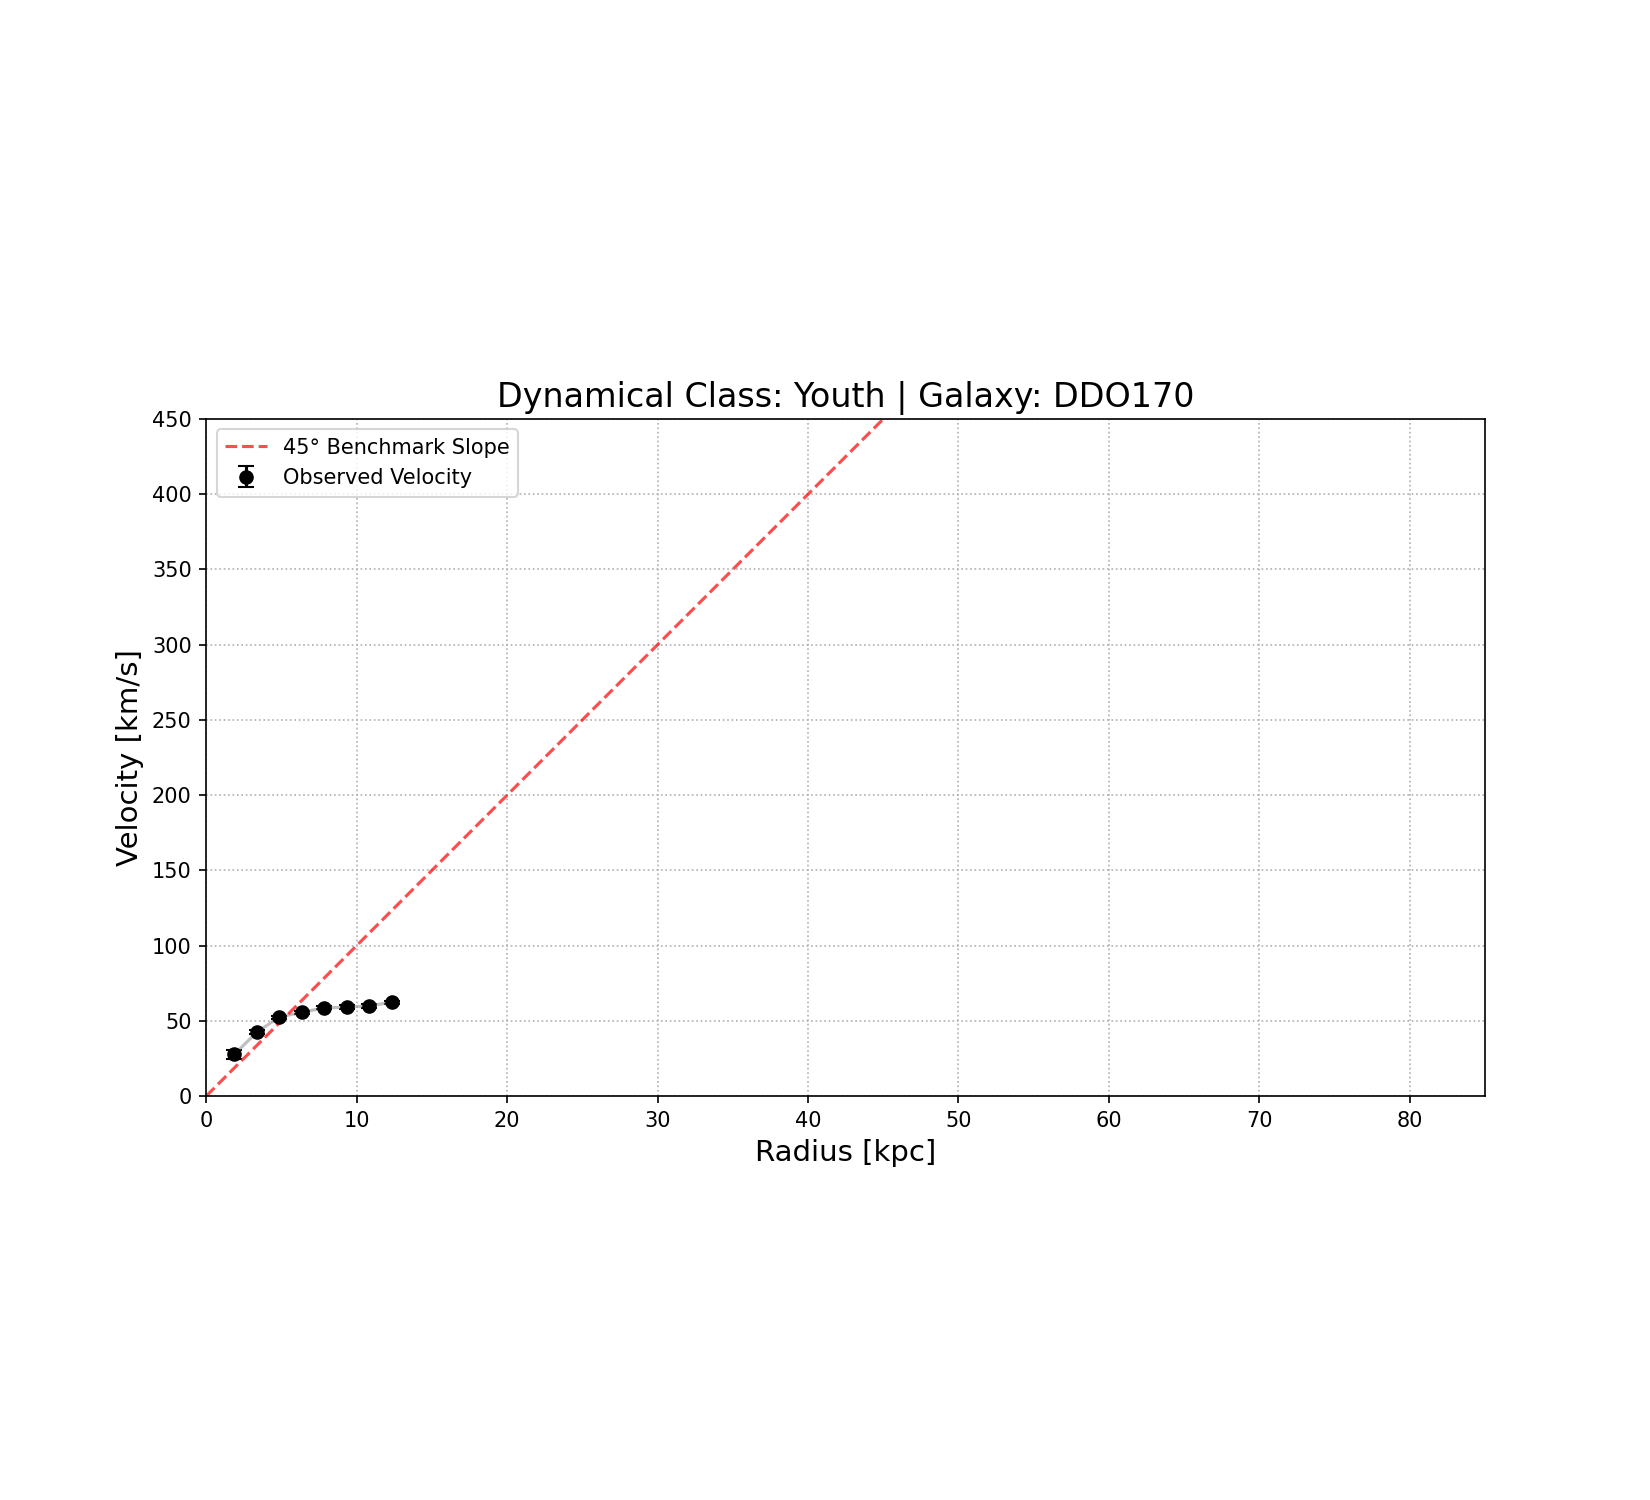 Dynamical Class: Youth | Galaxy: DDO170
45° Benchmark Slope
Observed Velocity
450
400
350
300
250
200
150
100
50
0
Velocity [km/s]
0 10 20 30 40 50 60 70 80
Radius [kpc]